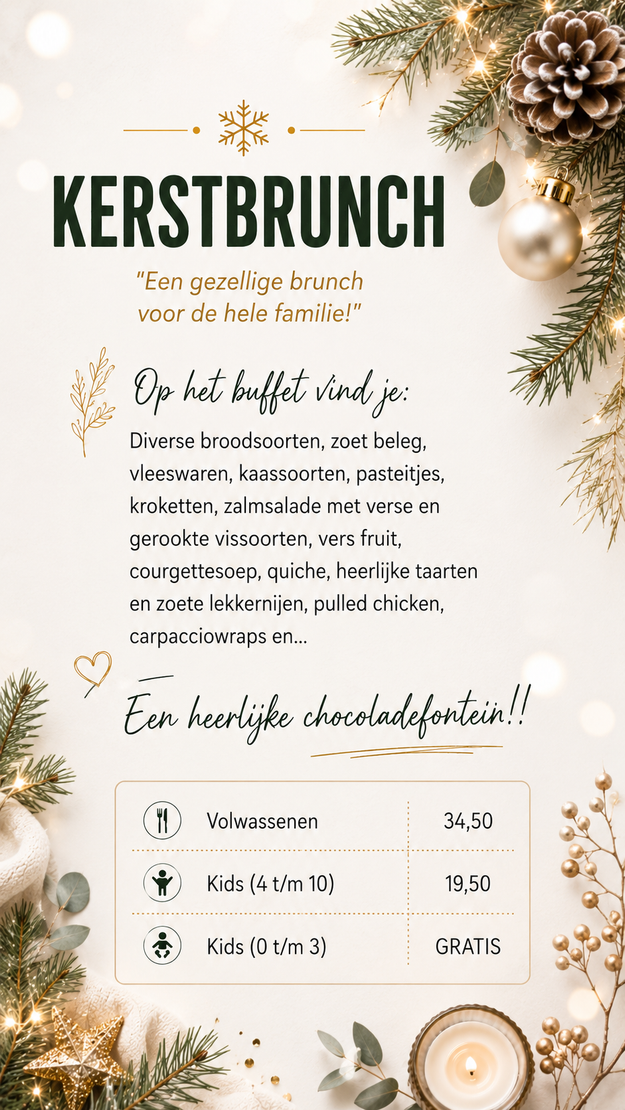 KERSTBRUNCH
"Een gezellige brunch
voor de hele familie!"
Op het buffet vind je:
Diverse broodsoorten, zoet beleg,
vleeswaren, kaassoorten, pasteitjes,
kroketten, zalmsalade met verse en
gerookte vissoorten, vers fruit,
courgettesoep, quiche, heerlijke taarten
en zoete lekkernijen, pulled chicken,
carpacciowraps en...
Een heerlijke chocoladefontein!!
Volwassenen 34,50
Kids (4 t/m 10) 19,50
Kids (0 t/m 3) GRATIS